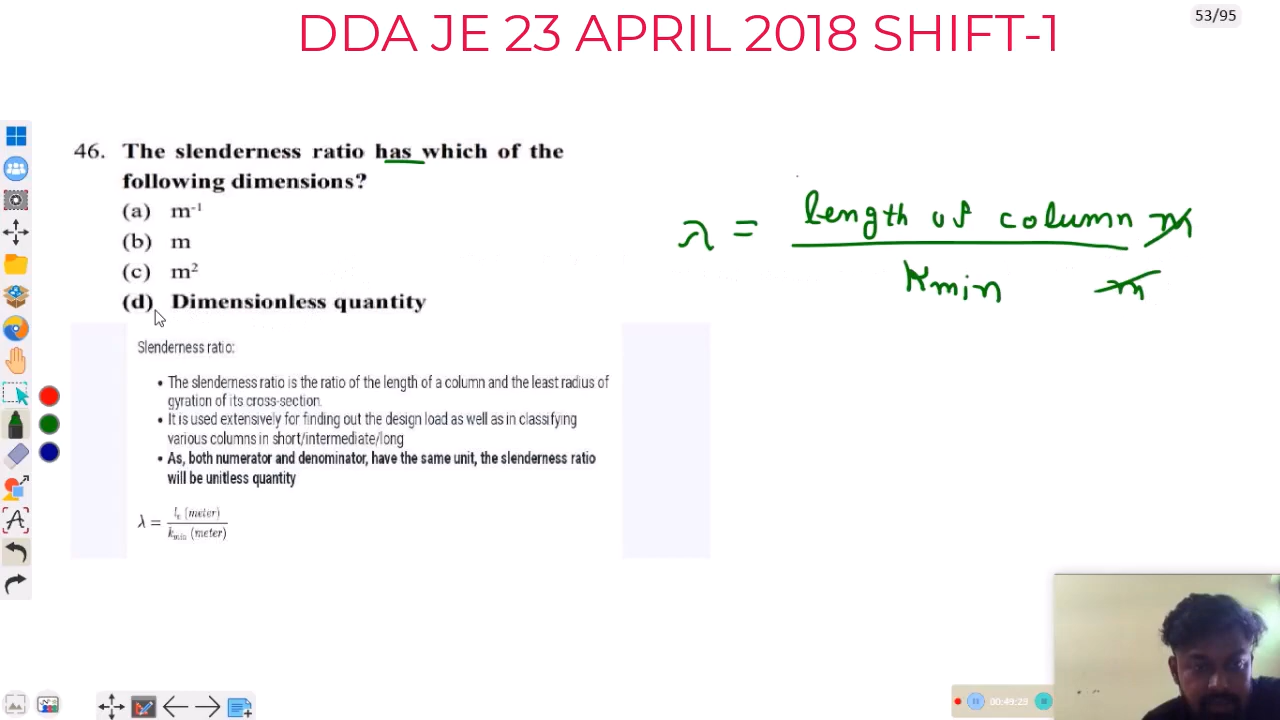 DDA JE 23 APRIL 2018 SHIFT-1
53/95
46. The slenderness ratio has which of the
following dimensions?
(a) m⁻¹
(b) m
(c) m²
(d) Dimensionless quantity
λ = length of column m
Kmin m
Slenderness ratio:
• The slenderness ratio is the ratio of the length of a column and the least radius of
gyration of its cross-section.
• It is used extensively for finding out the design load as well as in classifying
various columns in short/intermediate/long
• As, both numerator and denominator, have the same unit, the slenderness ratio
will be unitless quantity
λ = lₑ (meter)
kmin (meter)
00:49:23